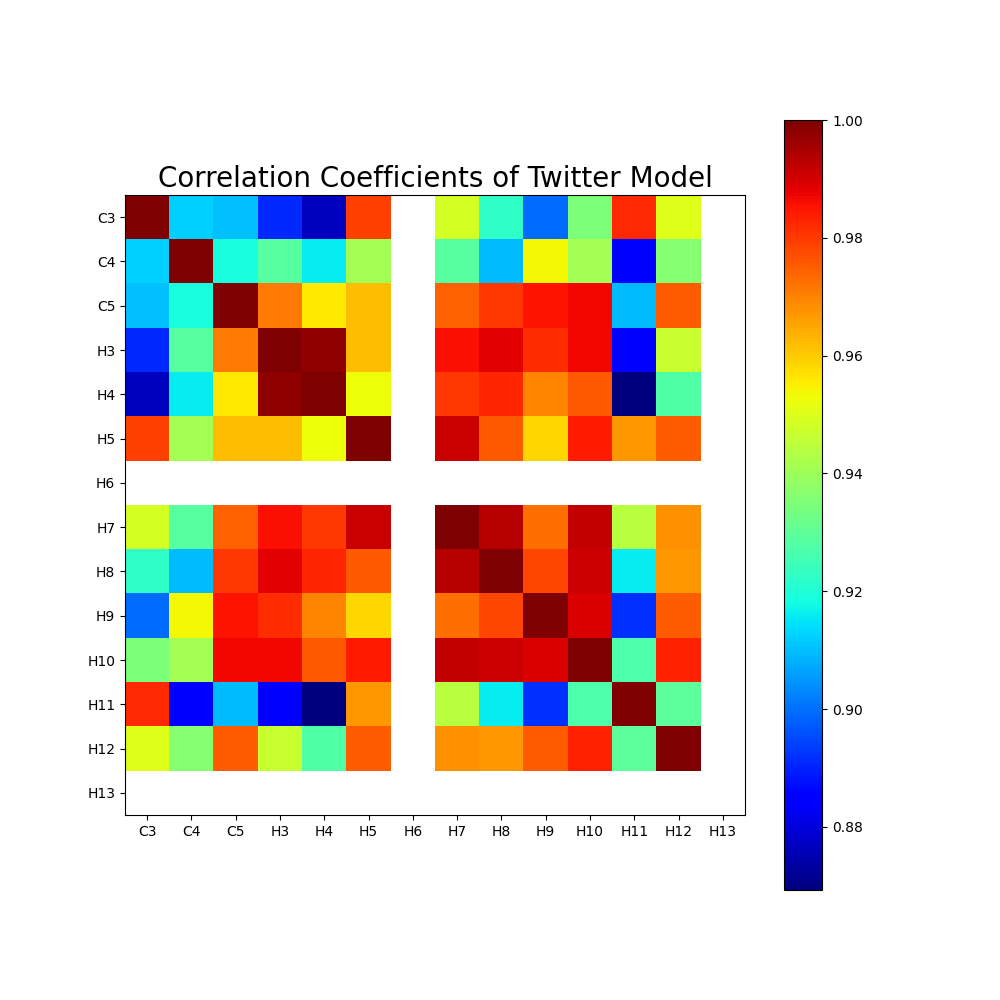 Correlation Coefficients of Twitter Model
C3
C4
C5
H3
H4
H5
H6
H7
H8
H9
H10
H11
H12
H13
C3 C4 C5 H3 H4 H5 H6 H7 H8 H9 H10 H11 H12 H13
1.00
0.98
0.96
0.94
0.92
0.90
0.88